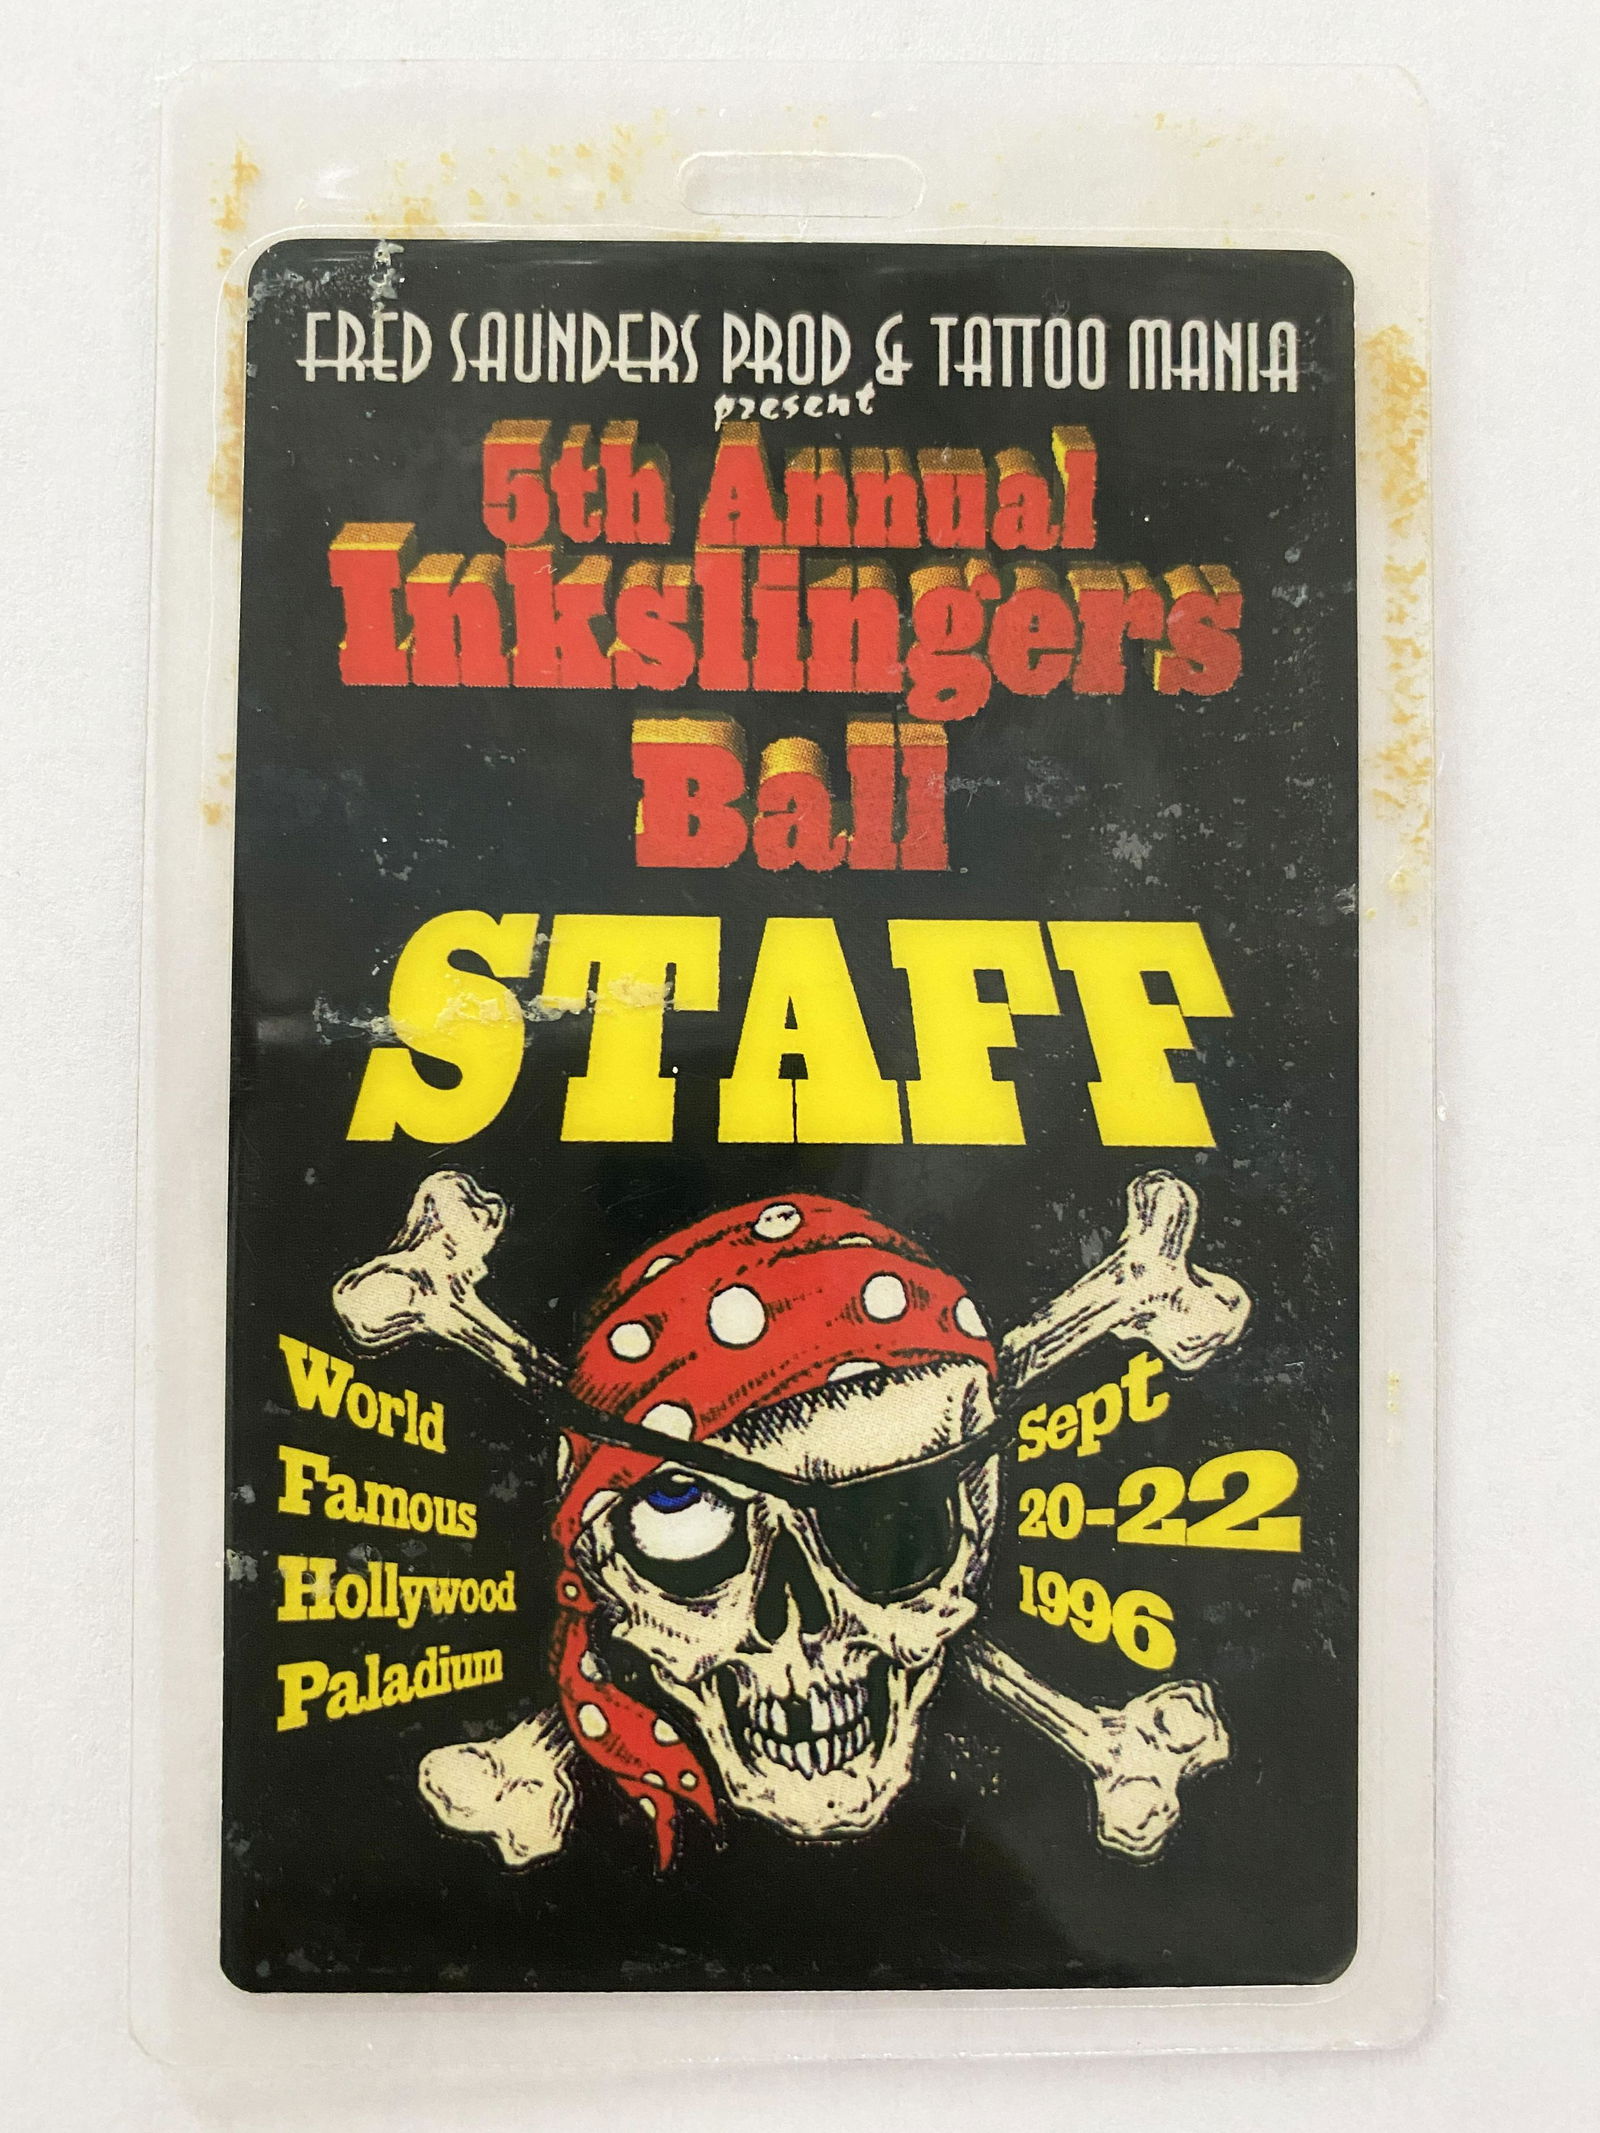 FRED SAUNDERS PROD & TATTOO MANIA
present
5th Annual
Inkslingers
Ball
STAFF
World
Famous
Hollywood
Paladium
sept
20-22
1996